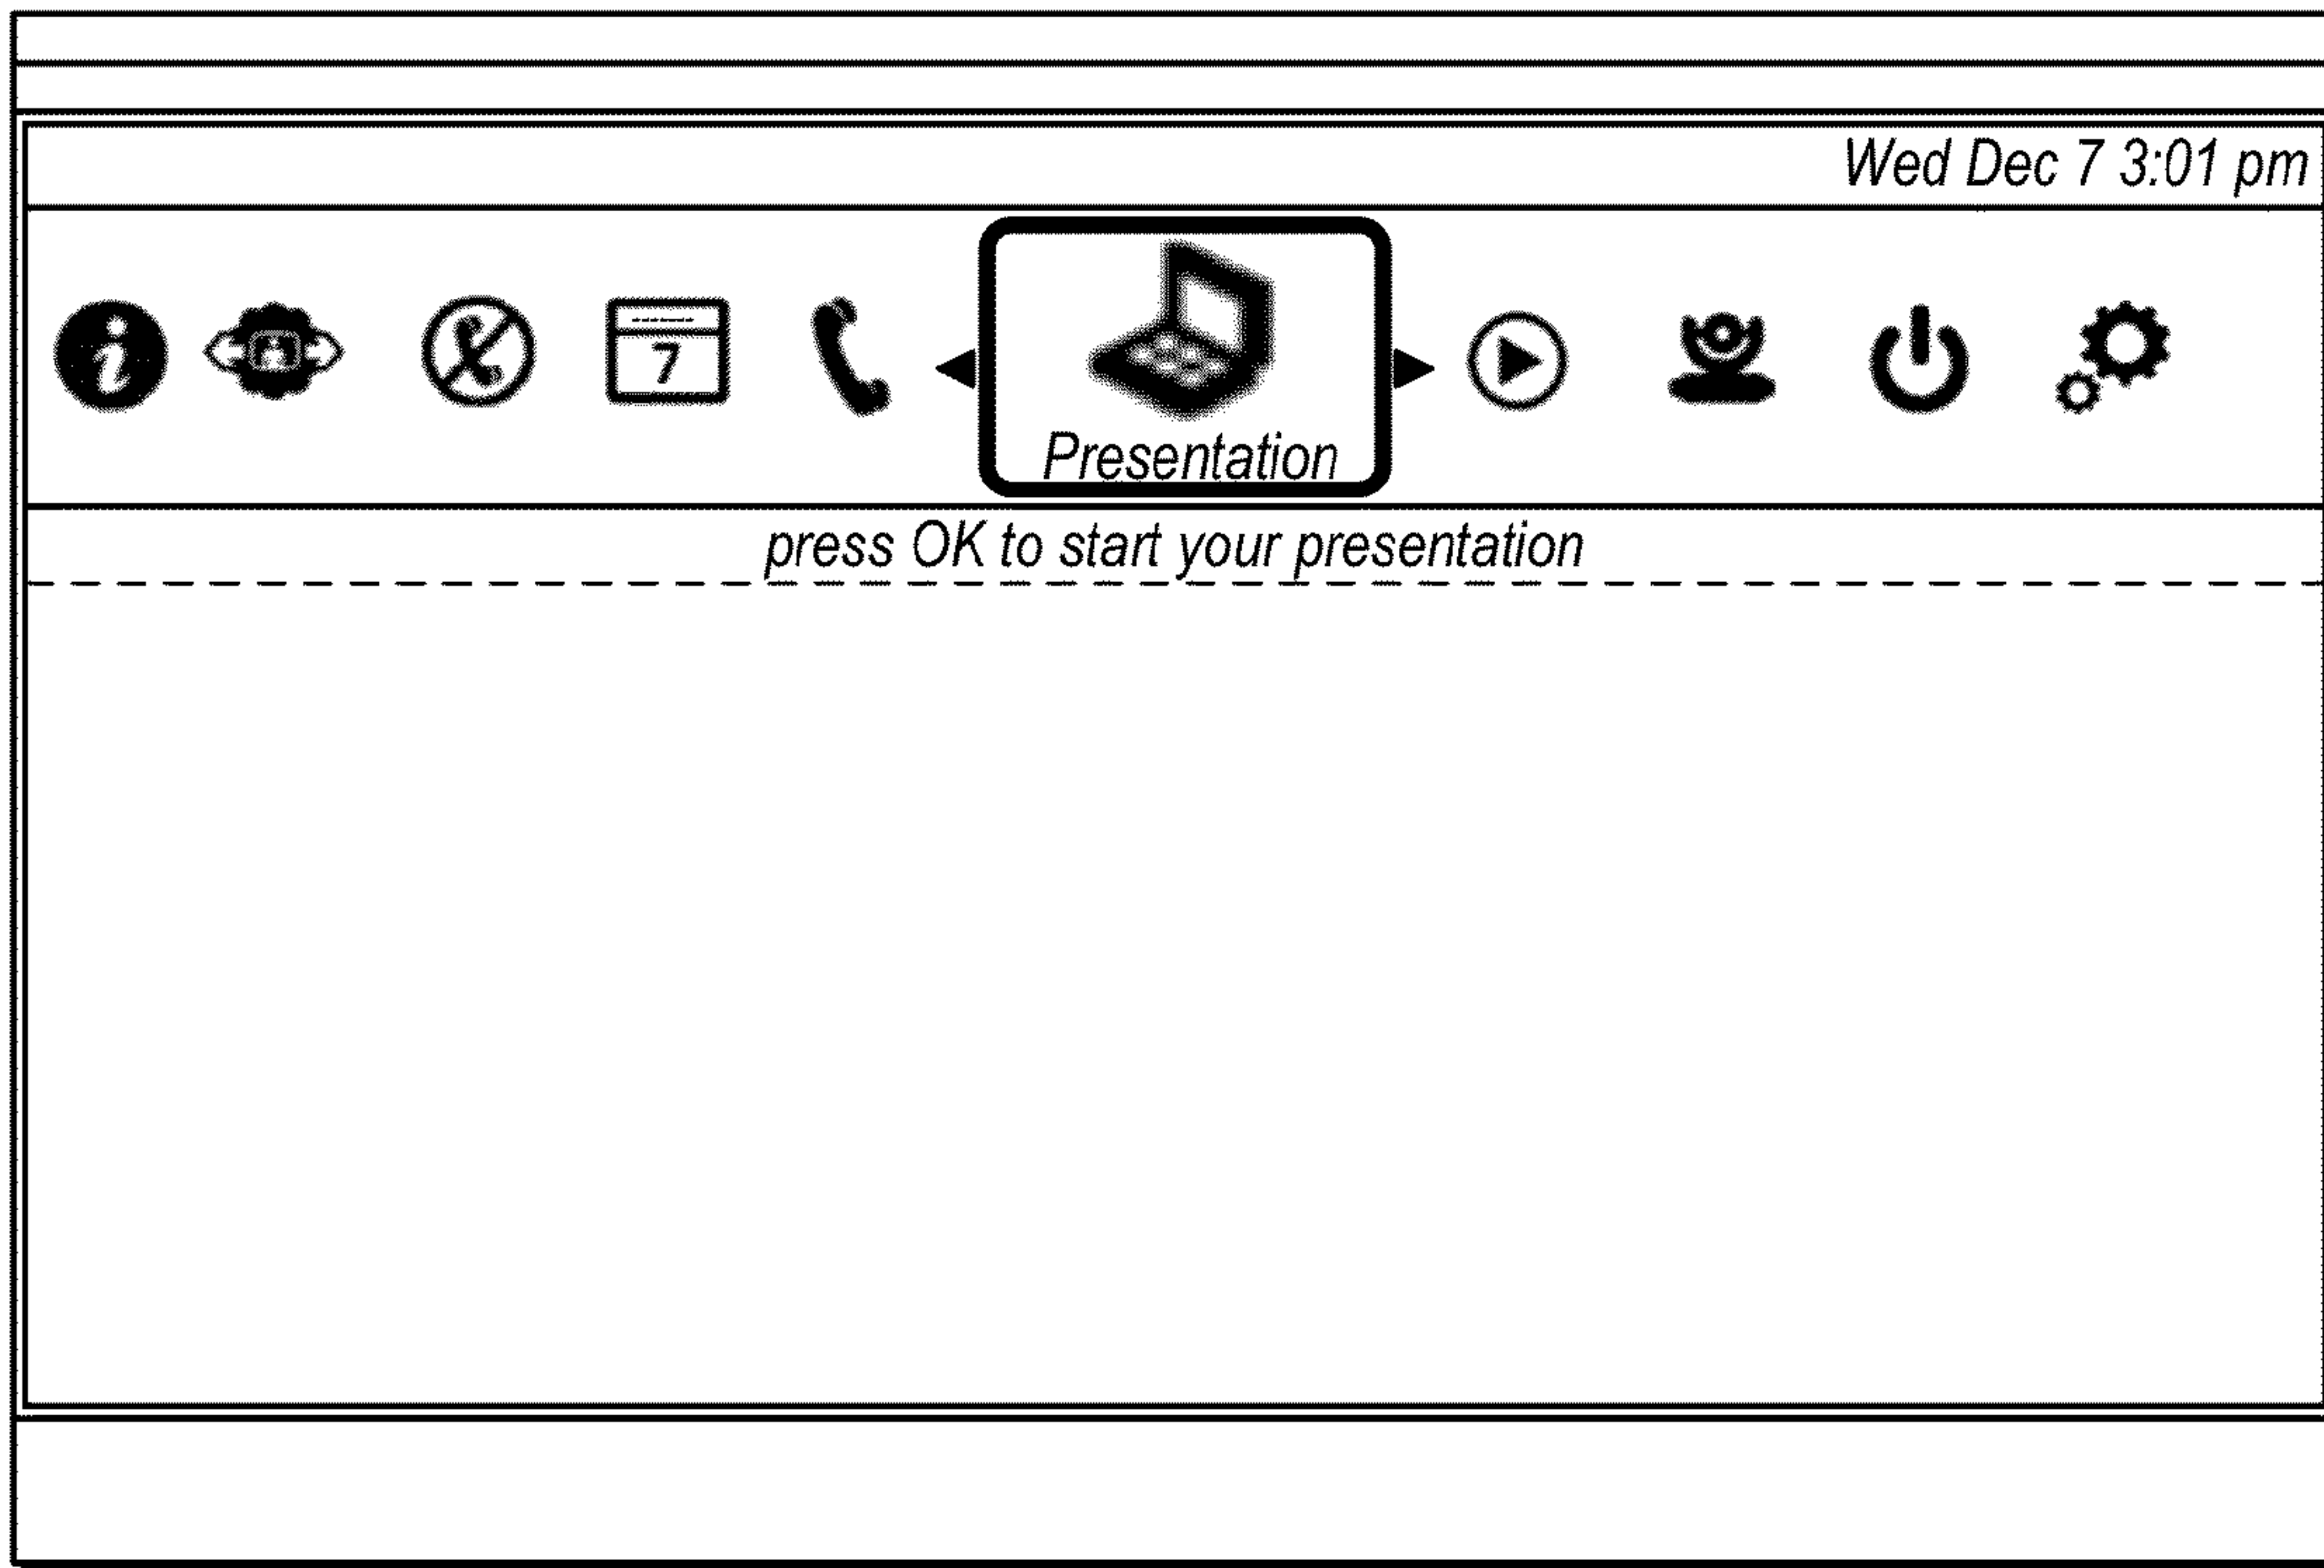 Wed Dec 7 3:01 pm
i
7
Presentation
press OK to start your presentation